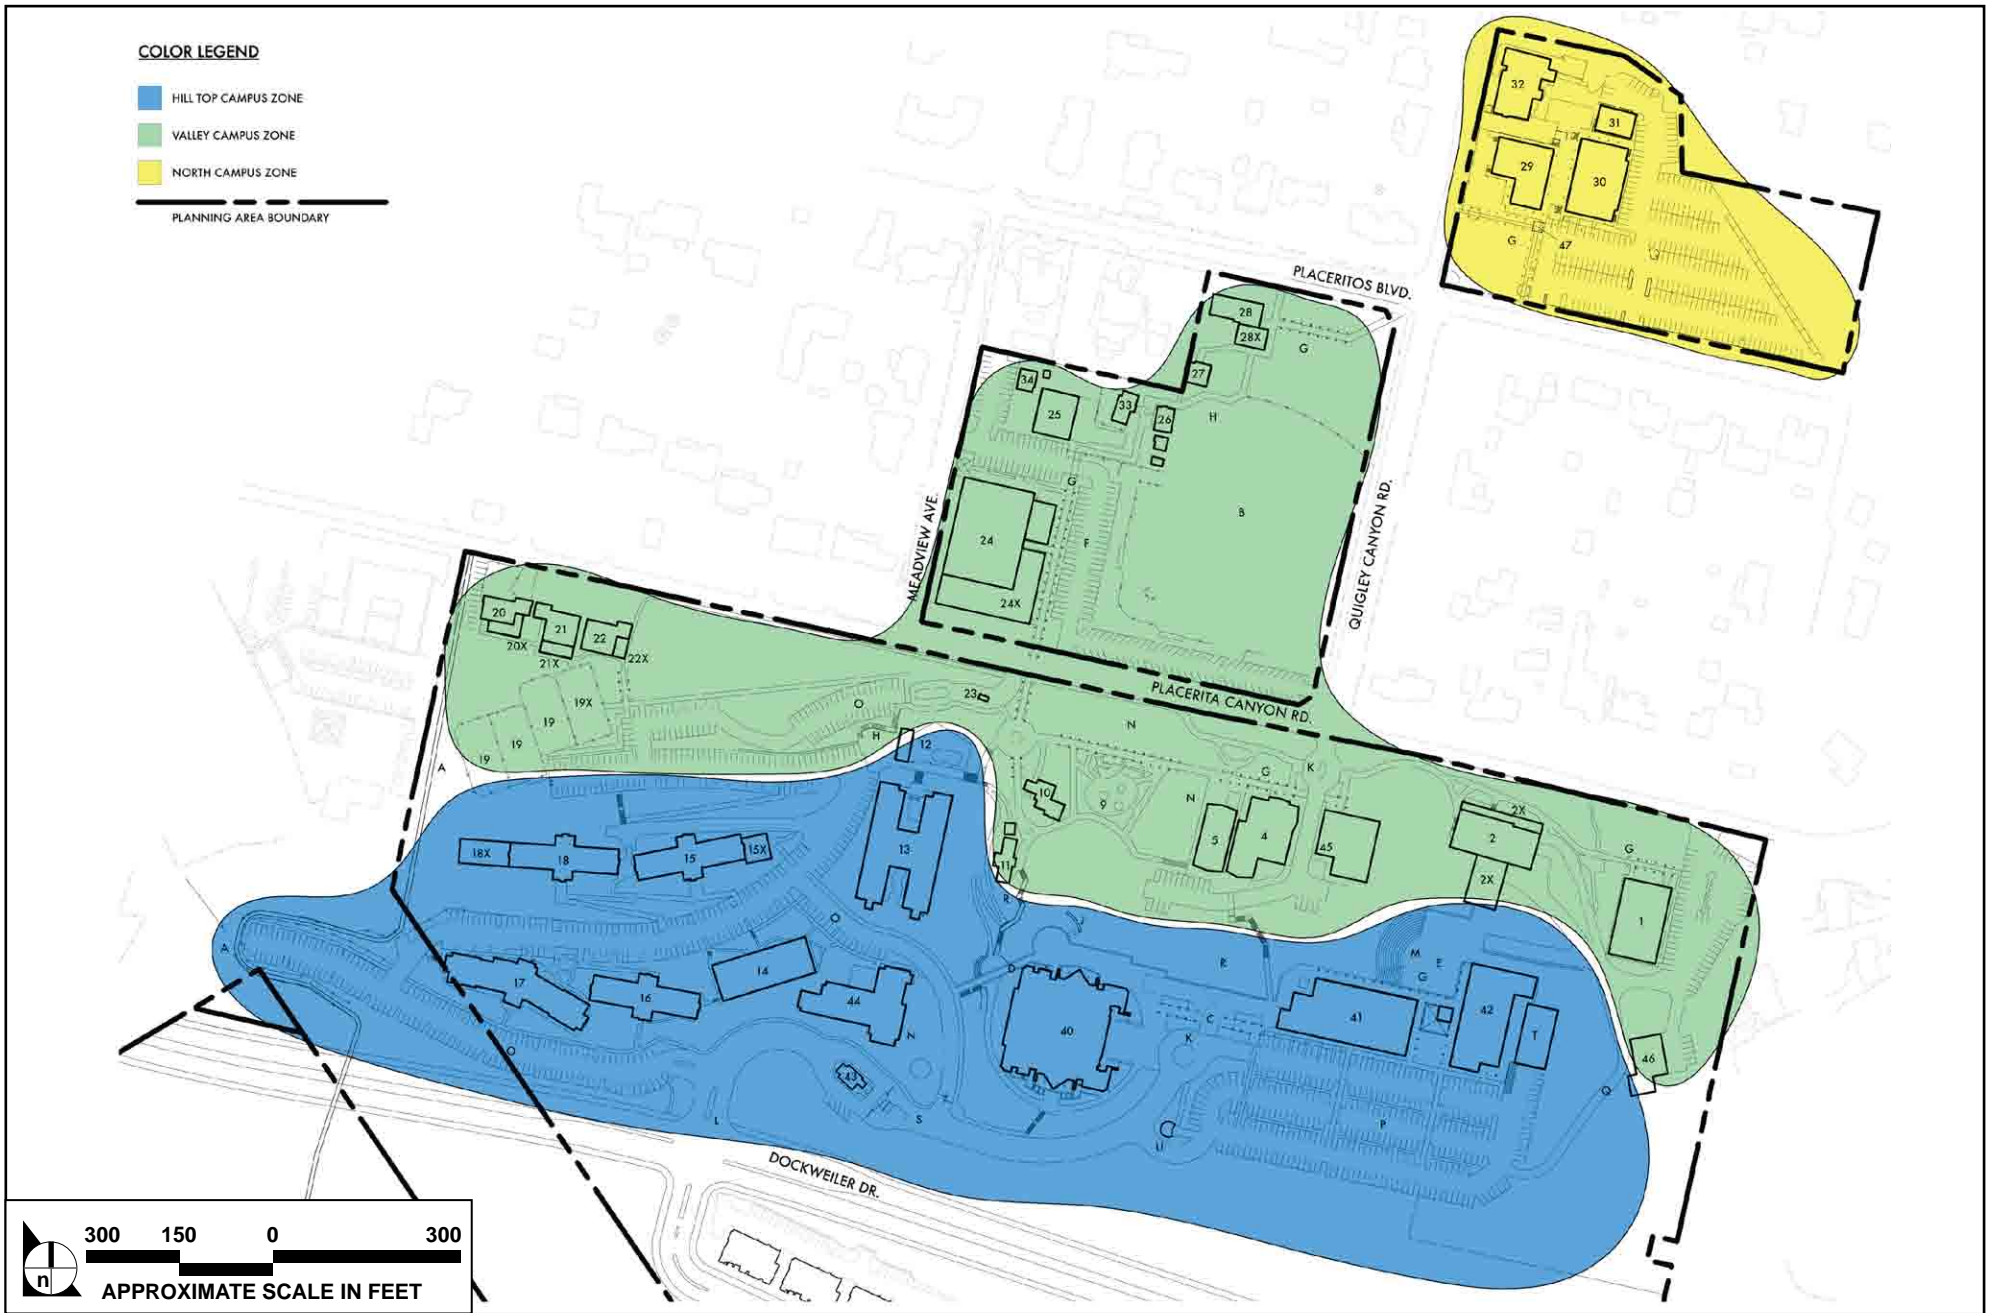 COLOR LEGEND
HILL TOP CAMPUS ZONE
VALLEY CAMPUS ZONE
NORTH CAMPUS ZONE
PLANNING AREA BOUNDARY
32
31
29
30
G
47
PLACERITOS BLVD.
28
28X
G
27
34
25
33
26
H
G
B
MEADVIEW AVE.
QUIGLEY CANYON RD.
24
F
24X
20
21
22
20X
21X
22X
23
PLACERITA CANYON RD.
19X
19
19
19
O
H
N
12
A
G
K
10
9
N
2X
5
4
45
2
G
18X
18
15
15X
13
11
2X
1
R
O
J
A
D
R
M
E
G
14
17
16
44
N
40
C
K
41
42
T
O
43
46
Q
L
S
U
P
DOCKWEILER DR.
300 150 0 300
n
APPROXIMATE SCALE IN FEET